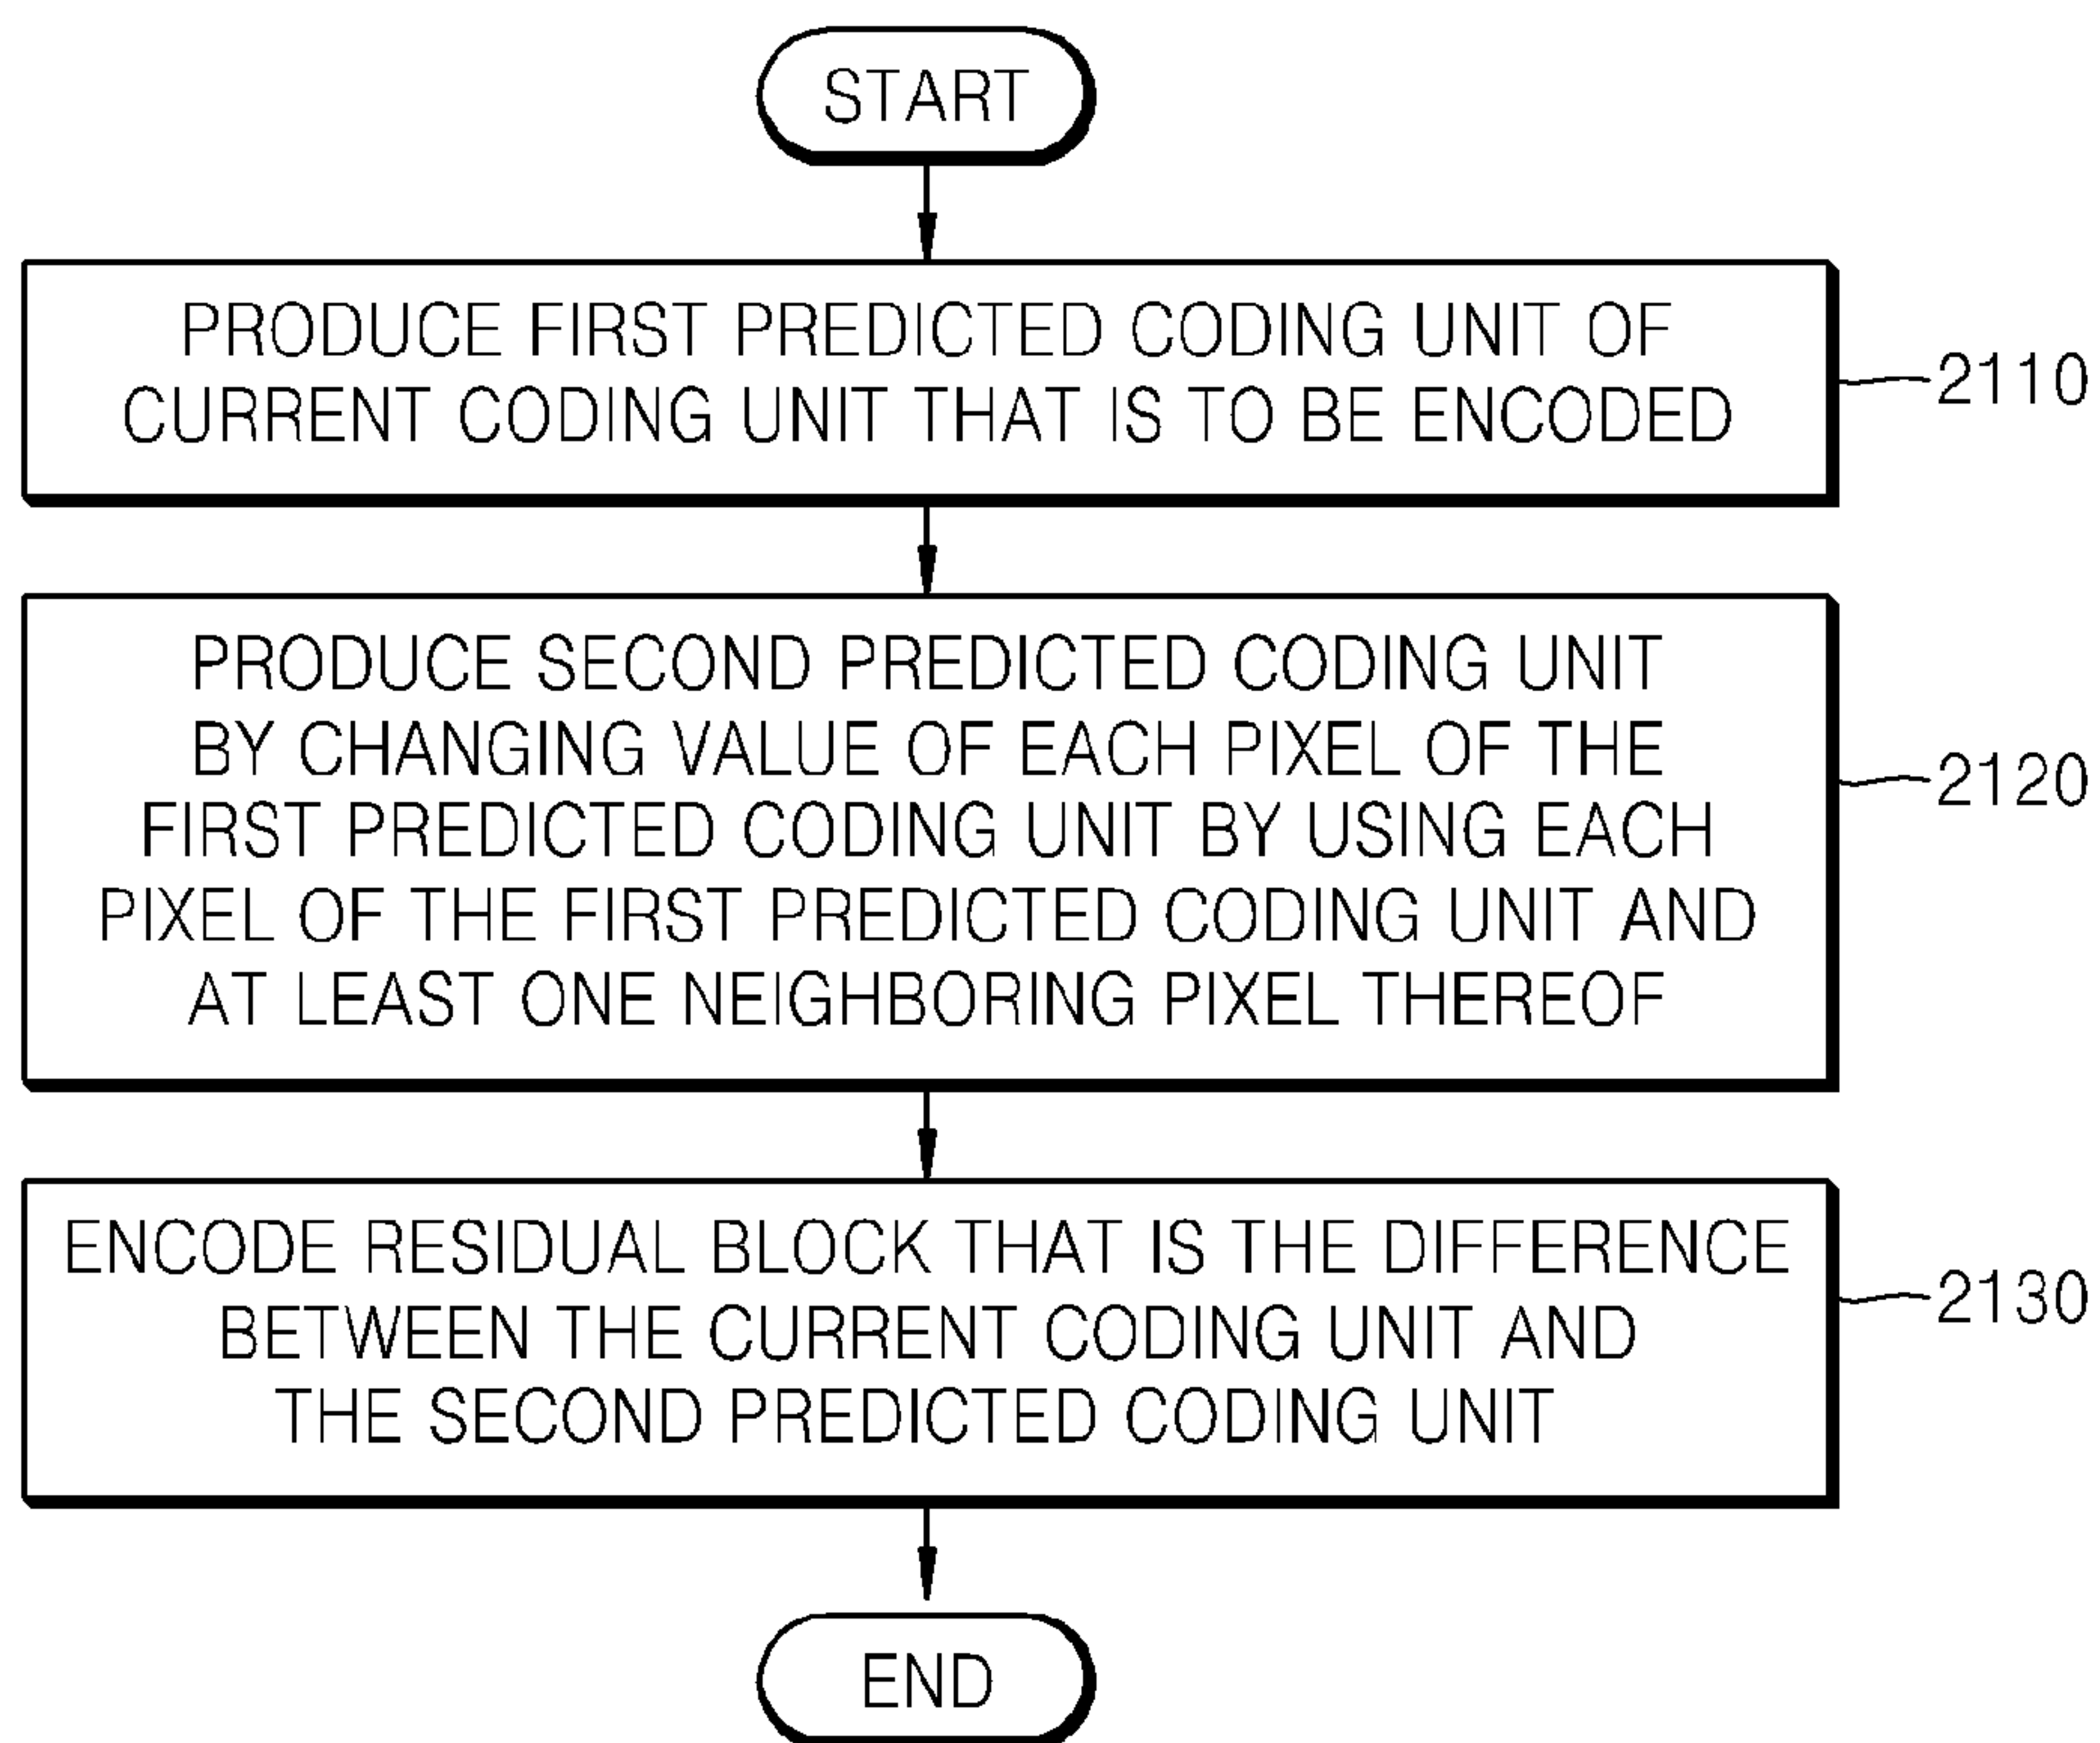 START
PRODUCE FIRST PREDICTED CODING UNIT OF
CURRENT CODING UNIT THAT IS TO BE ENCODED
2110
PRODUCE SECOND PREDICTED CODING UNIT
BY CHANGING VALUE OF EACH PIXEL OF THE
FIRST PREDICTED CODING UNIT BY USING EACH
PIXEL OF THE FIRST PREDICTED CODING UNIT AND
AT LEAST ONE NEIGHBORING PIXEL THEREOF
2120
ENCODE RESIDUAL BLOCK THAT IS THE DIFFERENCE
BETWEEN THE CURRENT CODING UNIT AND
THE SECOND PREDICTED CODING UNIT
2130
END